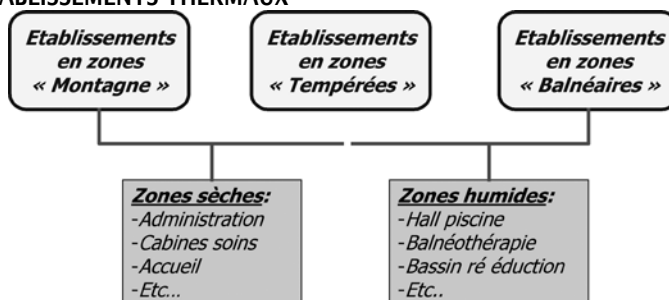 ABLISSEMENTS THERMAUX
Etablissements
en zones
« Montagne »
Etablissements
en zones
« Tempérées »
Etablissements
en zones
« Balnéaires »
Zones sèches:
-Administration
-Cabines soins
-Accueil
-Etc...
Zones humides:
-Hall piscine
-Balnéothérapie
-Bassin ré éduction
-Etc..